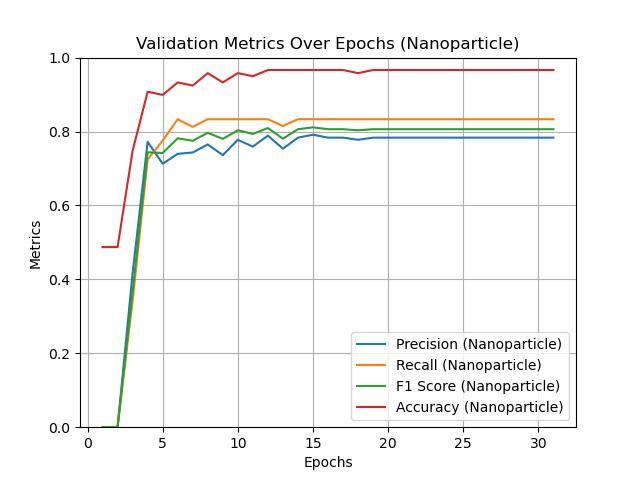 Validation Metrics Over Epochs (Nanoparticle)
1.0
0.8
0.6
0.4
0.2
0.0
Metrics
Precision (Nanoparticle)
Recall (Nanoparticle)
F1 Score (Nanoparticle)
Accuracy (Nanoparticle)
0 5 10 15 20 25 30
Epochs